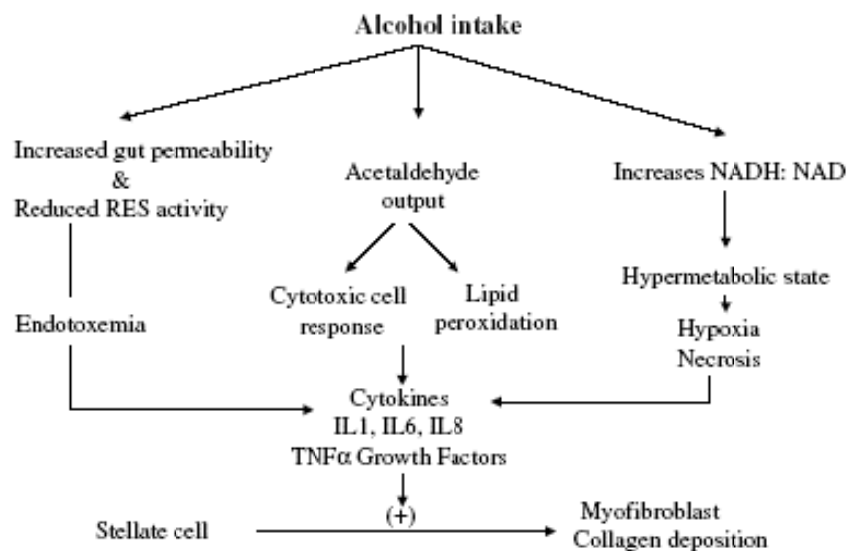 Alcohol intake
Increased gut permeability
&
Reduced RES activity
Acetaldehyde
output
Increases NADH: NAD
Cytotoxic cell
response
Lipid
peroxidation
Hypermetabolic state
Endotoxemia
Hypoxia
Necrosis
Cytokines
IL1, IL6, IL8
TNFα Growth Factors
(+)
Stellate cell
Myofibroblast
Collagen deposition